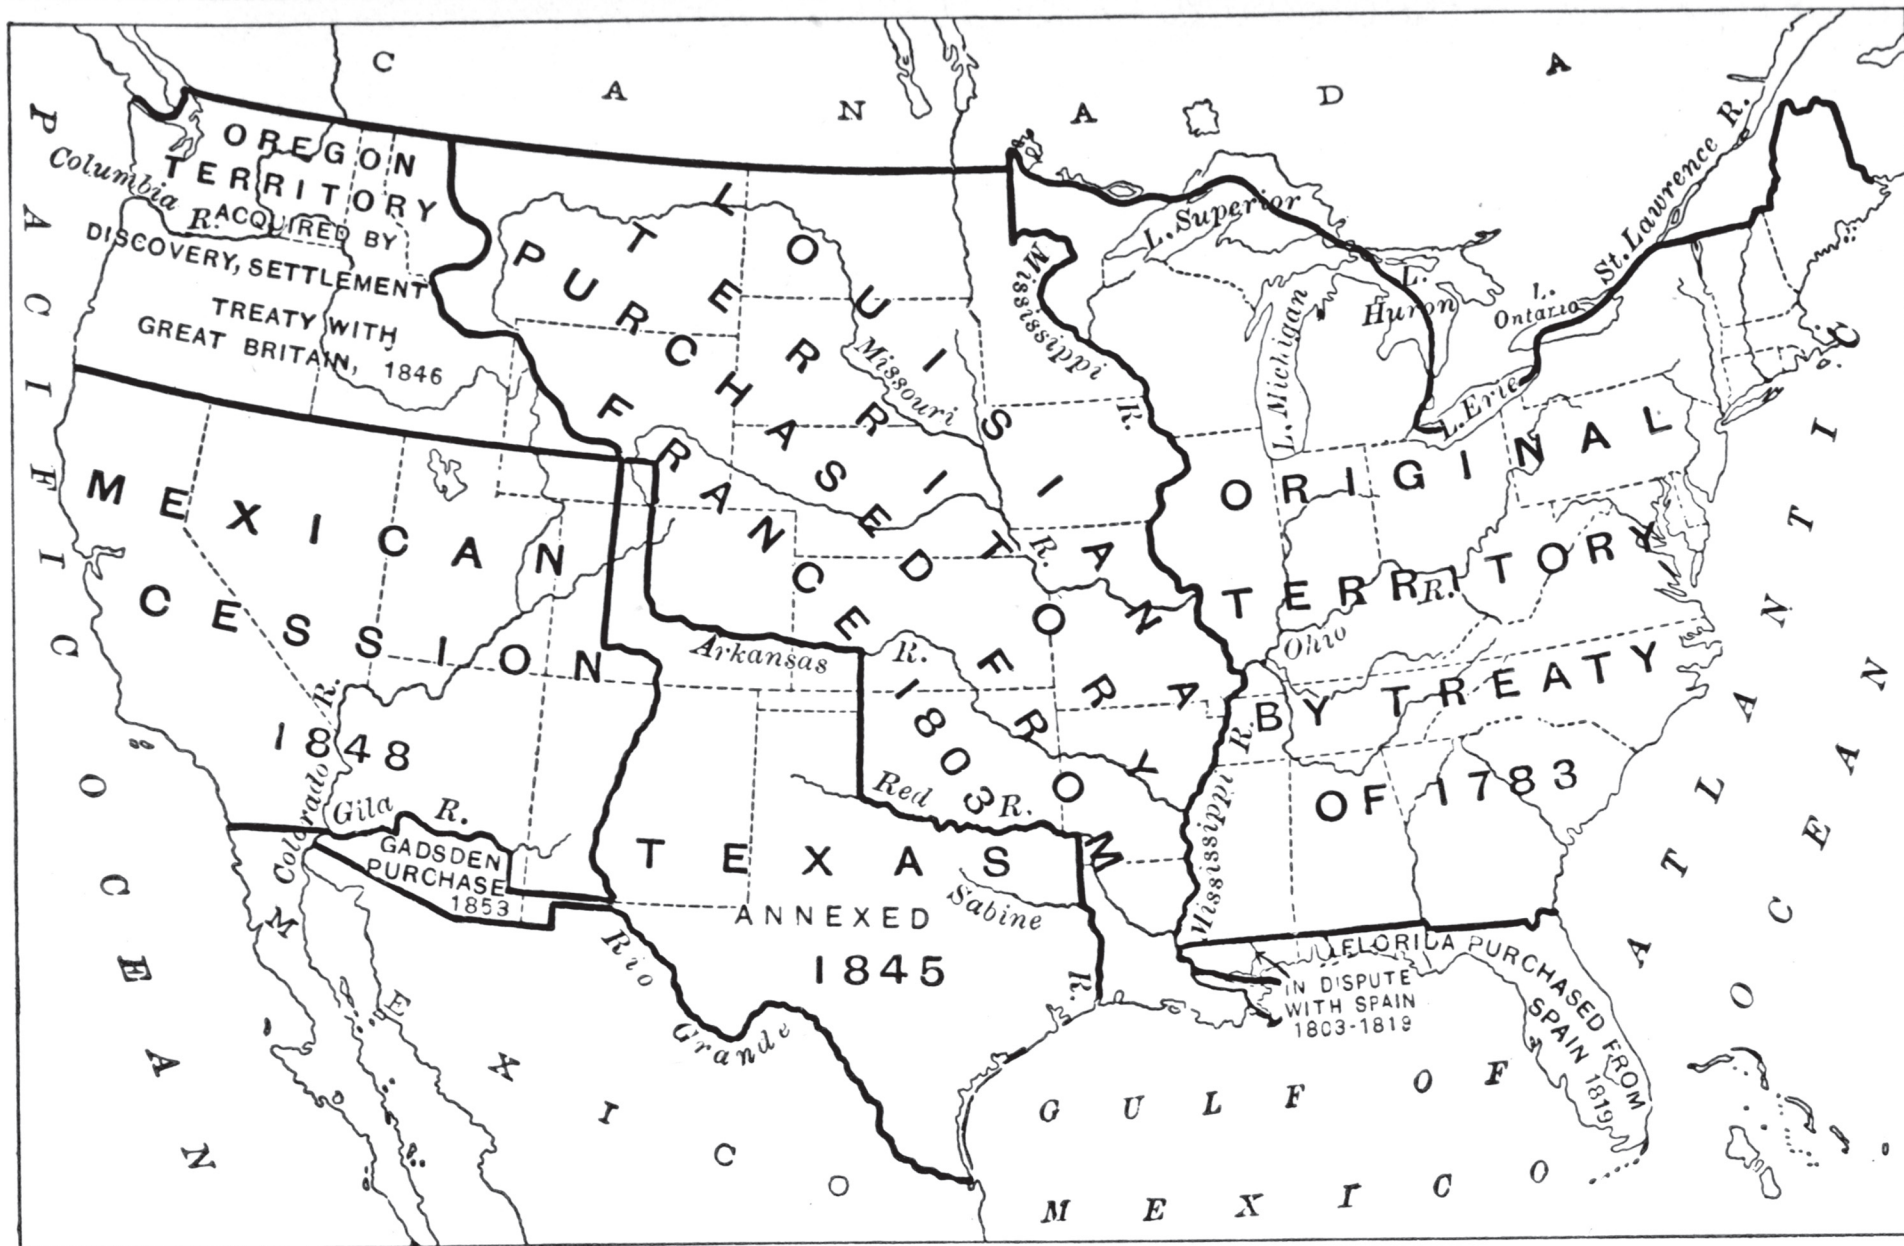 CANADA
PACIFIC OCEAN
OREGON
TERRITORY
ACQUIRED BY
DISCOVERY, SETTLEMENT
TREATY WITH
GREAT BRITAIN, 1846
Columbia R.
LOUISIANA
TERRITORY
PURCHASED FROM
FRANCE 1803
Missouri R.
Mississippi R.
L. Superior
L. Michigan
L. Huron
L. Ontario
L. Erie
St. Lawrence R.
ORIGINAL
TERRITORY
BY TREATY
OF 1783
Ohio R.
MEXICAN
CESSION
1848
Colorado R.
Gila R.
GADSDEN
PURCHASE
1853
Arkansas R.
Red R.
TEXAS
ANNEXED
1845
Sabine R.
Rio Grande
Mississippi R.
FLORIDA PURCHASED FROM
SPAIN 1819
IN DISPUTE
WITH SPAIN
1803-1819
MEXICO
GULF OF
MEXICO
ATLANTIC
OCEAN